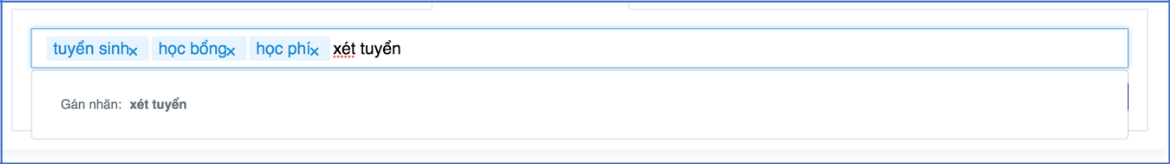 tuyển sinh× học bổng× học phí× xét tuyển
Gán nhãn: xét tuyển